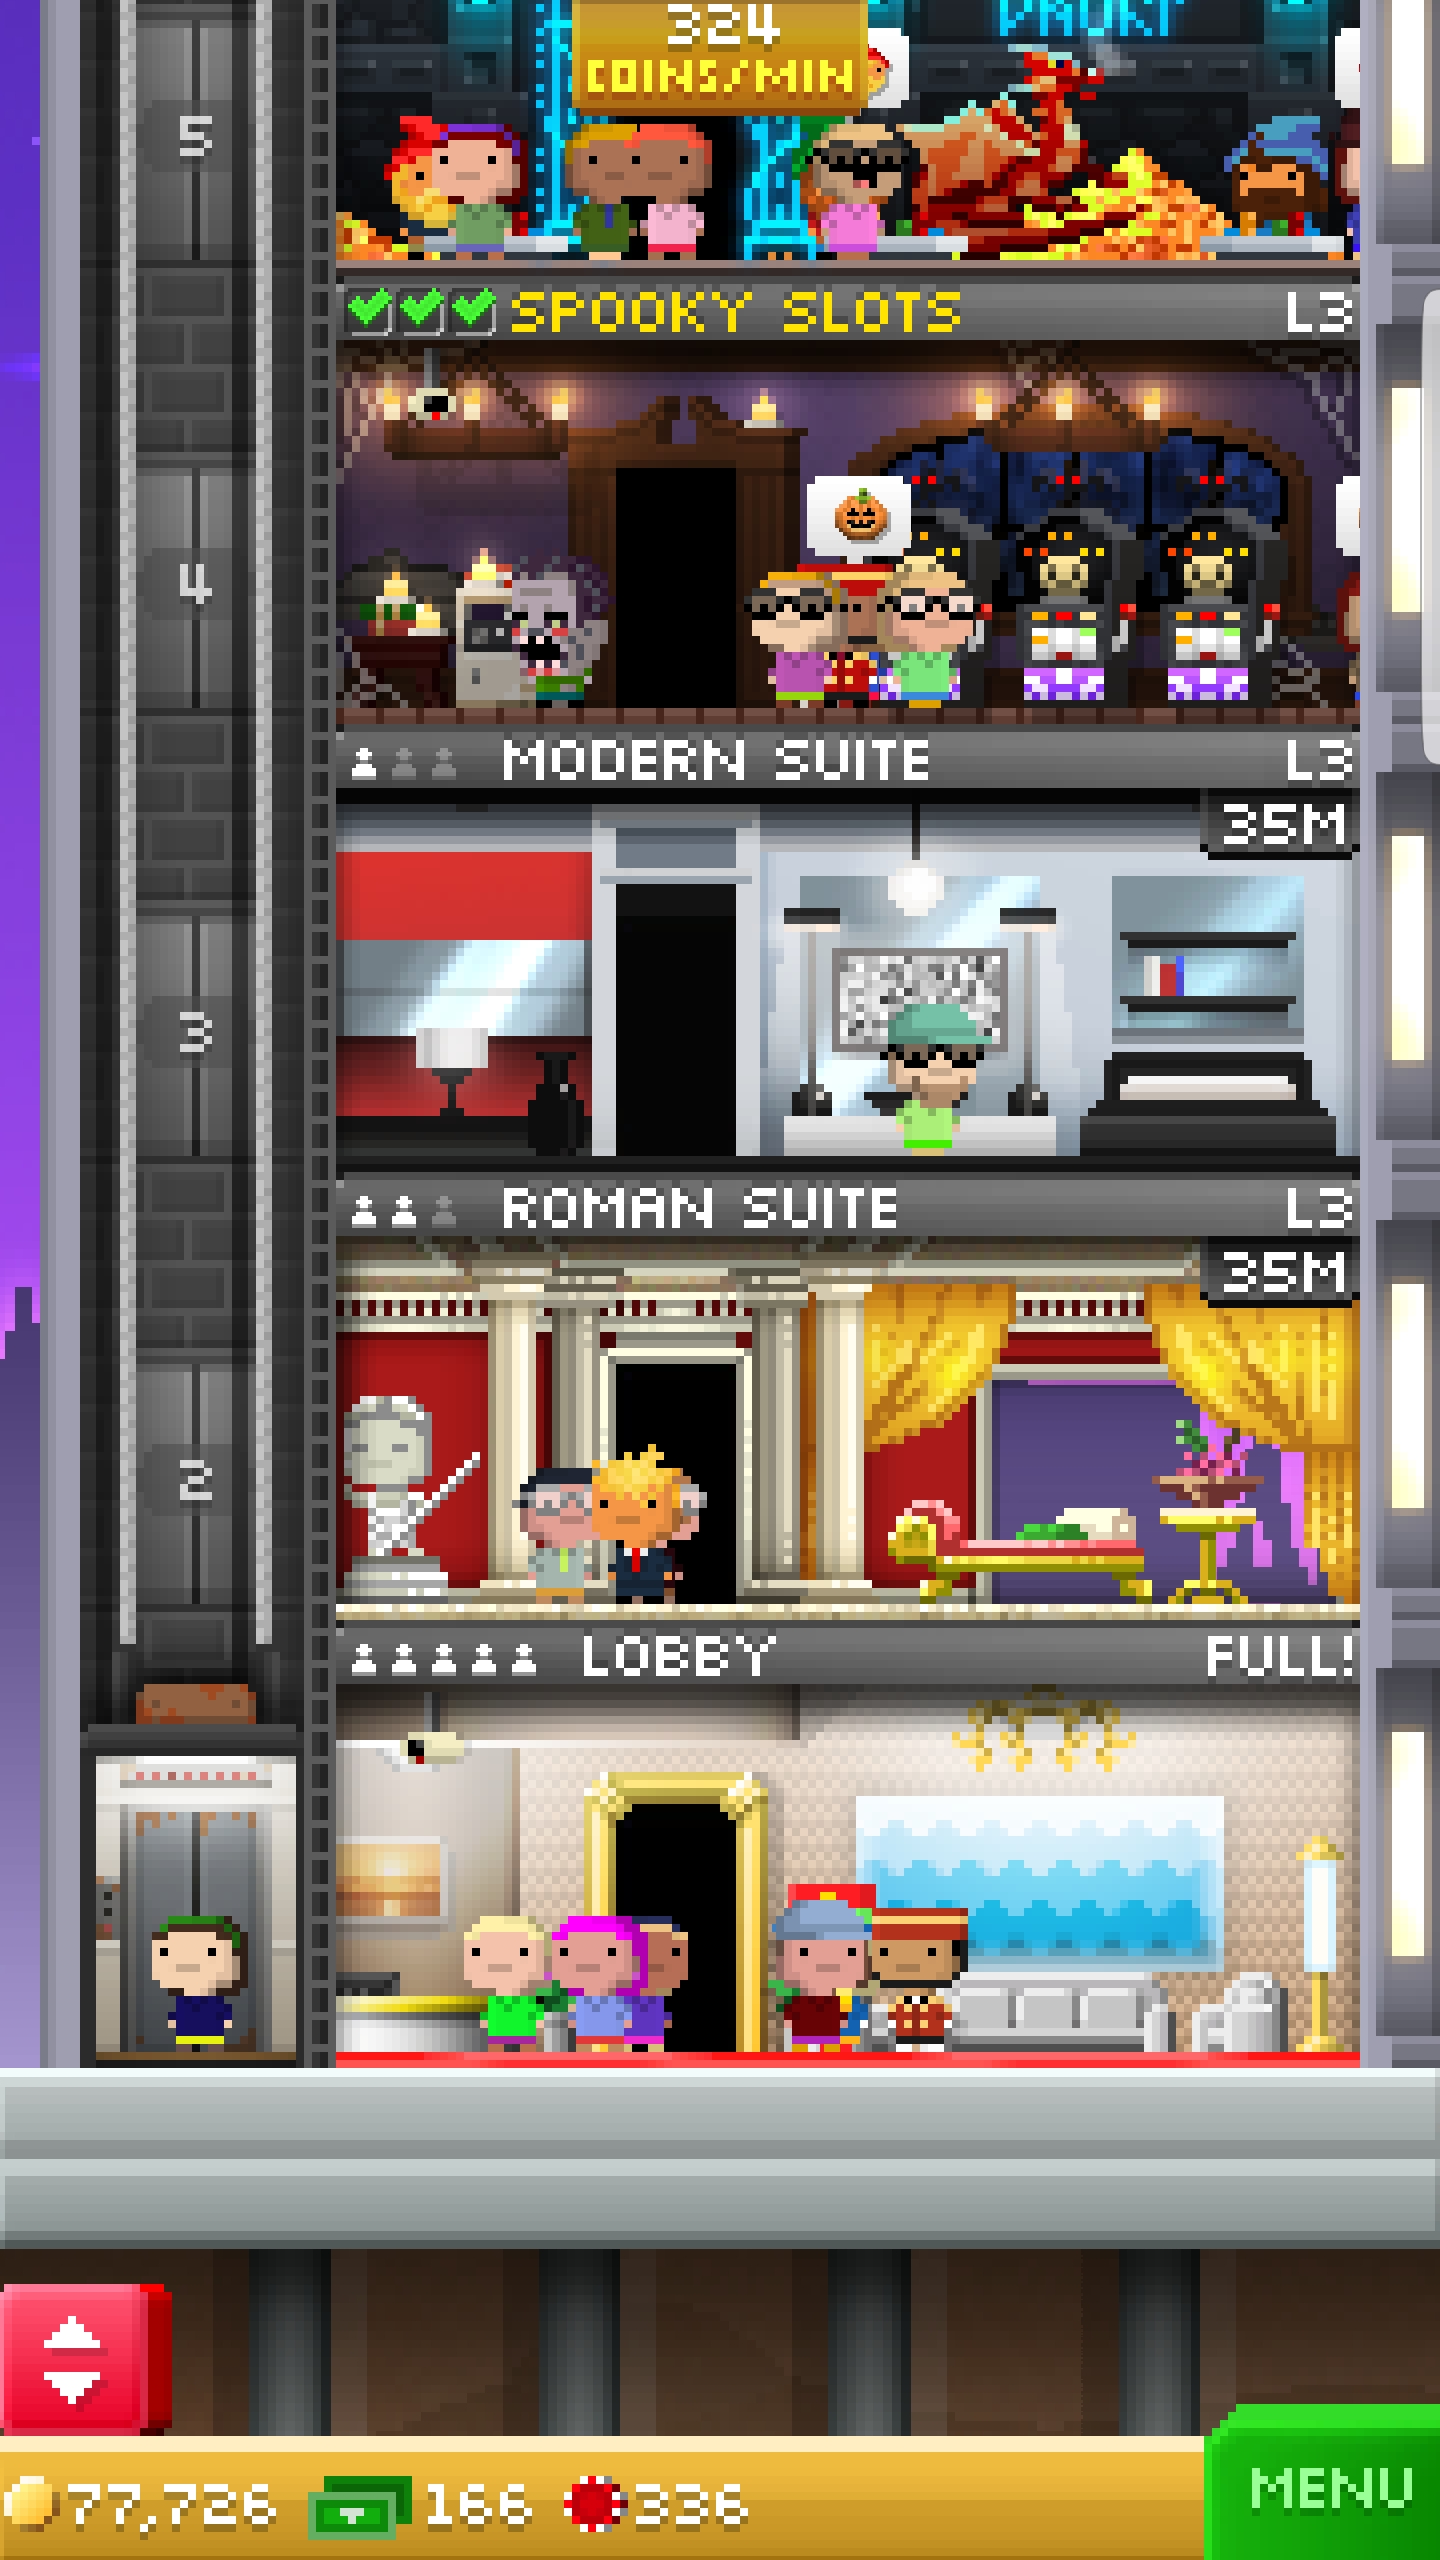 324
COINS/MIN
5
SPOOKY SLOTS L3
4
MODERN SUITE L3
35M
3
ROMAN SUITE L3
35M
2
LOBBY FULL!
77,726 166 336
MENU